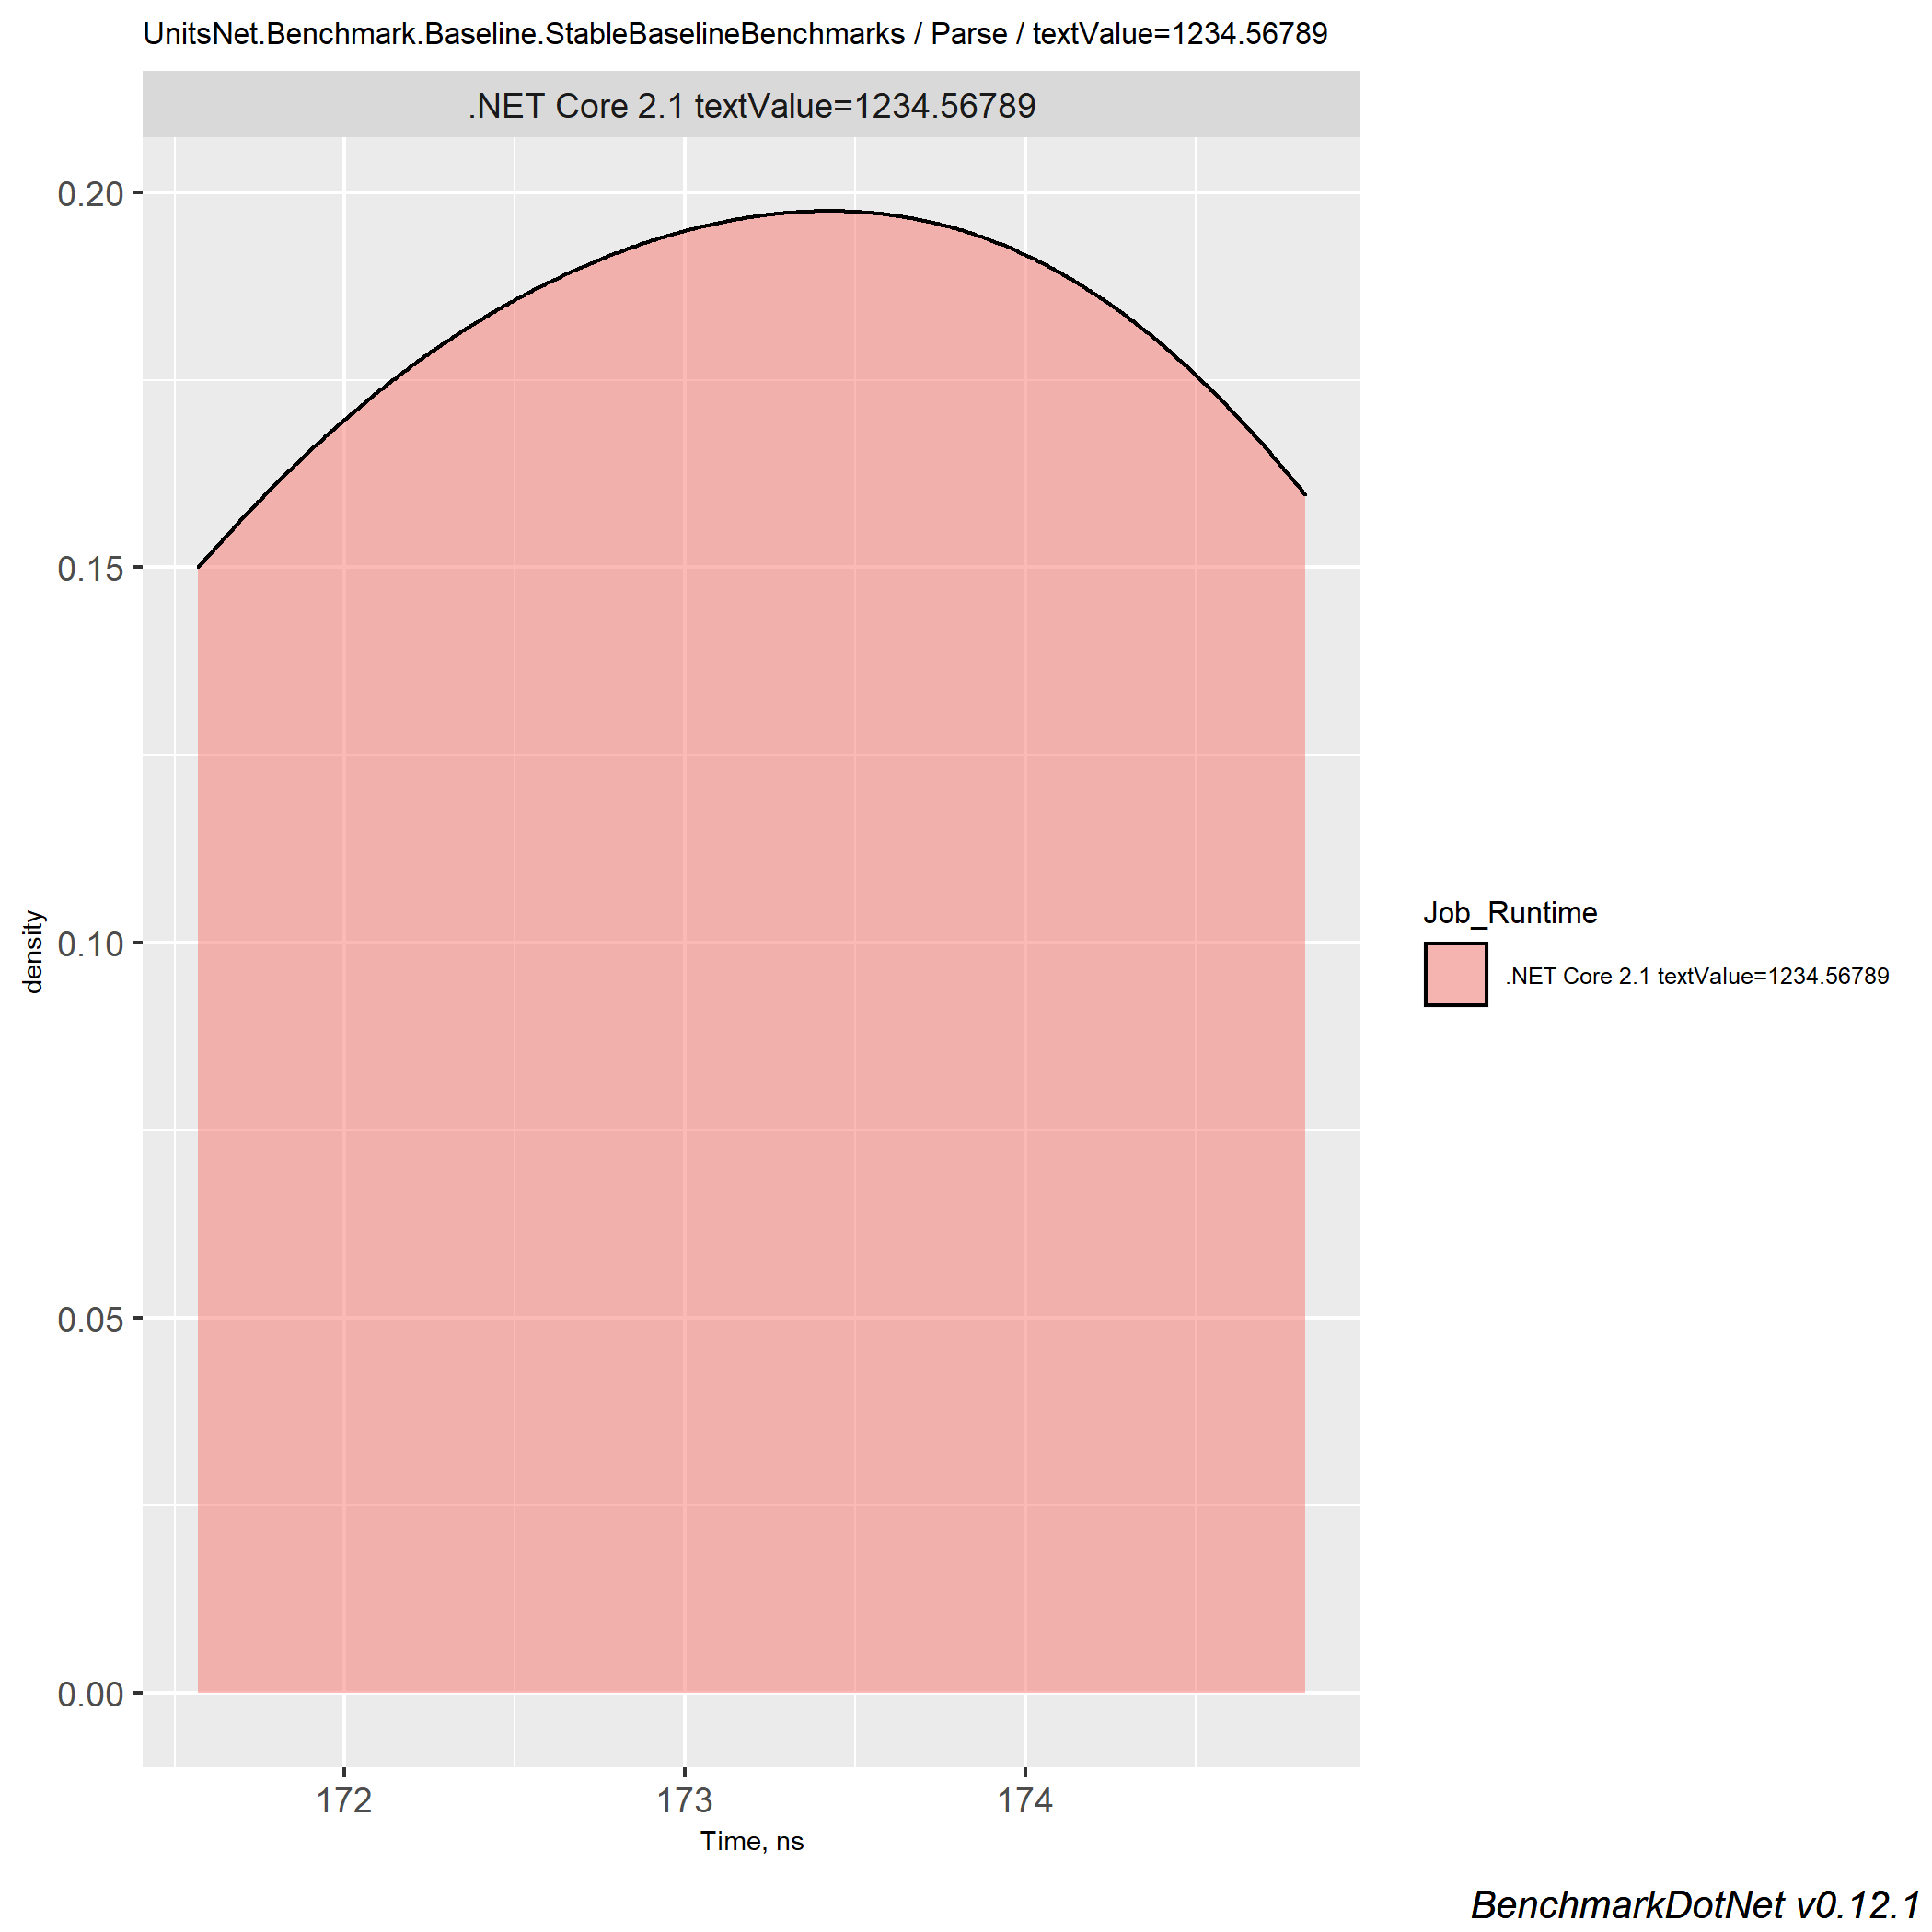 UnitsNet.Benchmark.Baseline.StableBaselineBenchmarks / Parse / textValue=1234.56789
.NET Core 2.1 textValue=1234.56789
0.20
0.15
0.10
0.05
0.00
density
172 173 174
Time, ns
Job_Runtime
.NET Core 2.1 textValue=1234.56789
BenchmarkDotNet v0.12.1